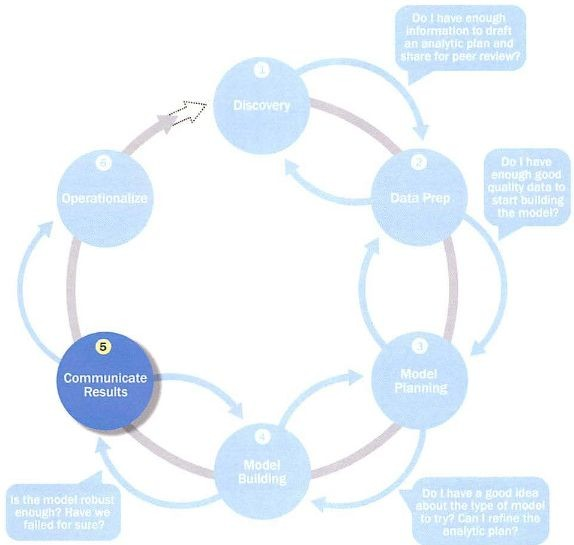 Do I have enough
information to draft
an analytic plan and
share for peer review?
1
Discovery
2
Data Prep
Do I have
enough good
quality data to
start building
the model?
3
Model
Planning
Do I have a good idea
about the type of model
to try? Can I refine the
analytic plan?
4
Model
Building
Is the model robust
enough? Have we
failed for sure?
5
Communicate
Results
6
Operationalize